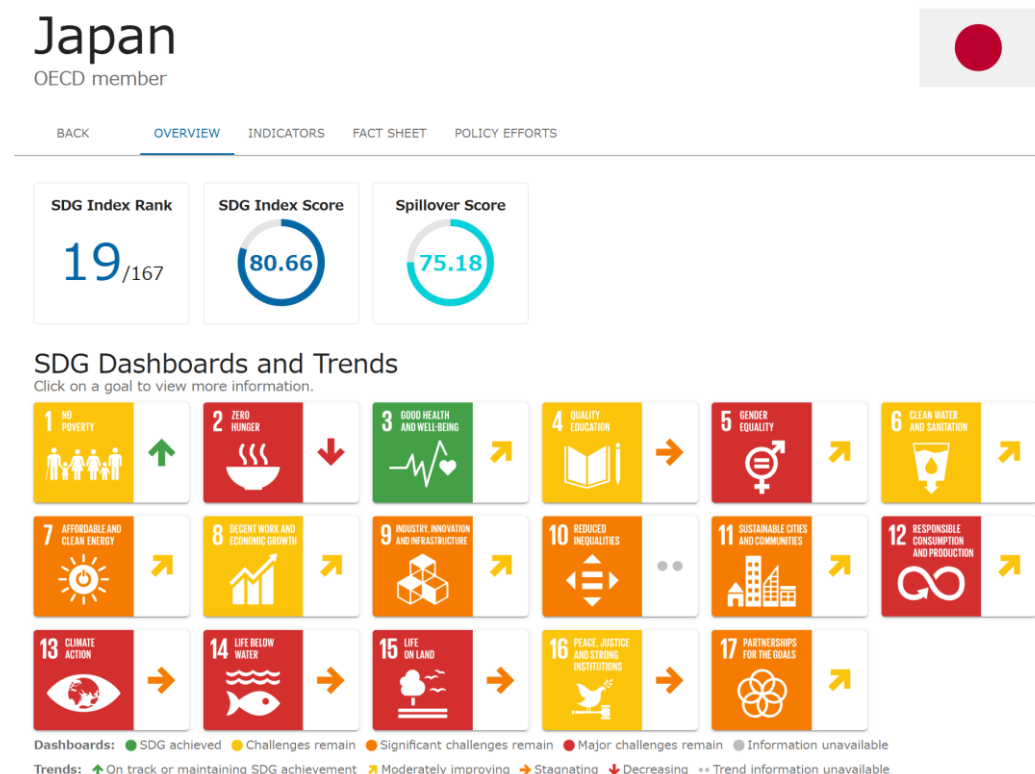 Japan
OECD member
BACK OVERVIEW INDICATORS FACT SHEET POLICY EFFORTS
SDG Index Rank
19/167
SDG Index Score
80.66
Spillover Score
75.18
SDG Dashboards and Trends
Click on a goal to view more information.
1 NO
POVERTY
2 ZERO
HUNGER
3 GOOD HEALTH
AND WELL-BEING
4 QUALITY
EDUCATION
5 GENDER
EQUALITY
6 CLEAN WATER
AND SANITATION
7 AFFORDABLE AND
CLEAN ENERGY
8 DECENT WORK AND
ECONOMIC GROWTH
9 INDUSTRY, INNOVATION
AND INFRASTRUCTURE
10 REDUCED
INEQUALITIES
11 SUSTAINABLE CITIES
AND COMMUNITIES
12 RESPONSIBLE
CONSUMPTION
AND PRODUCTION
13 CLIMATE
ACTION
14 LIFE BELOW
WATER
15 LIFE
ON LAND
16 PEACE, JUSTICE
AND STRONG
INSTITUTIONS
17 PARTNERSHIPS
FOR THE GOALS
Dashboards: SDG achieved Challenges remain Significant challenges remain Major challenges remain Information unavailable
Trends: On track or maintaining SDG achievement Moderately improving Stagnating Decreasing Trend information unavailable